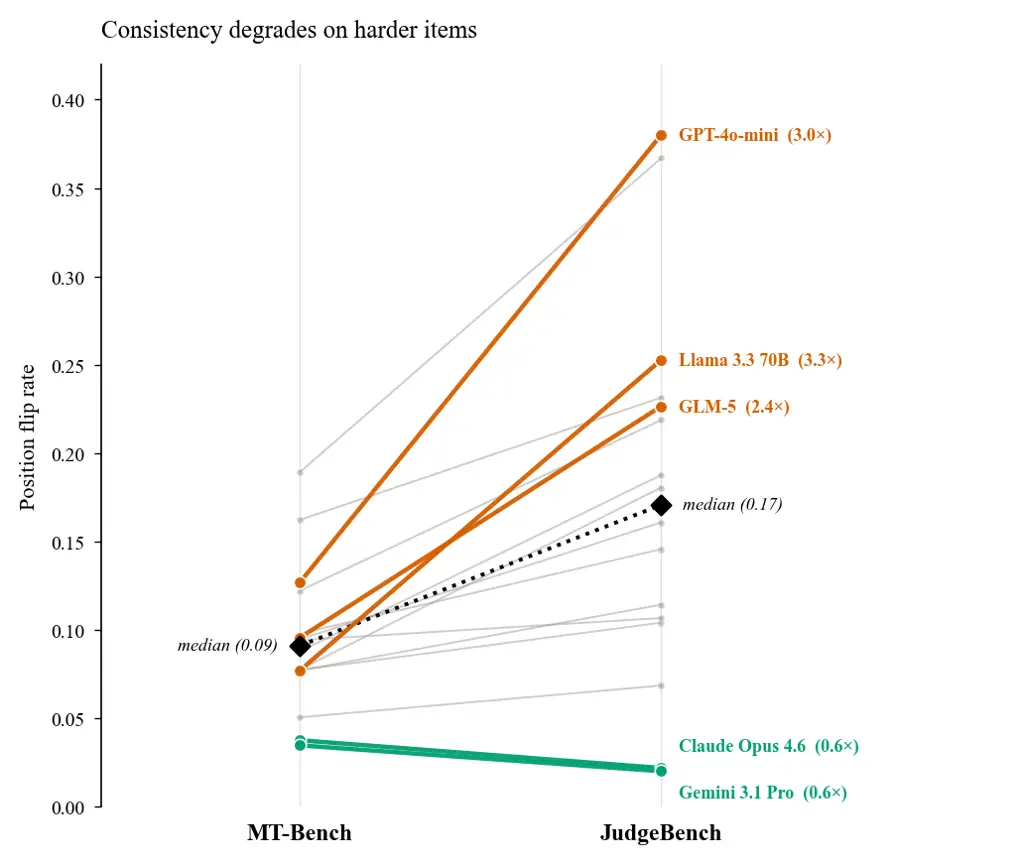 Consistency degrades on harder items
Position flip rate
0.40
0.35
0.30
0.25
0.20
0.15
0.10
0.05
0.00
GPT-4o-mini (3.0×)
Llama 3.3 70B (3.3×)
GLM-5 (2.4×)
median (0.17)
median (0.09)
Claude Opus 4.6 (0.6×)
Gemini 3.1 Pro (0.6×)
MT-Bench
JudgeBench